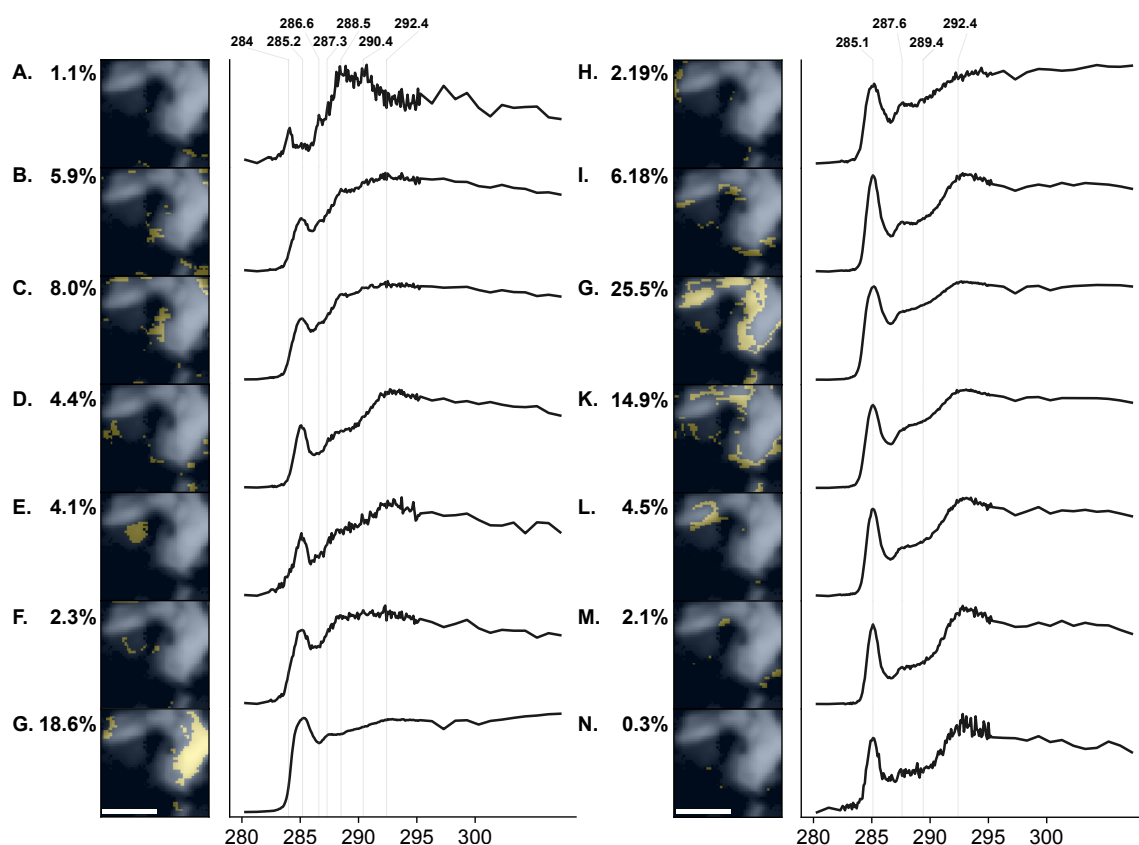 286.6 288.5 292.4 287.6 292.4
284 285.2 287.3 290.4 285.1 289.4
A. 1.1% H. 2.19%
B. 5.9% I. 6.18%
C. 8.0% G. 25.5%
D. 4.4% K. 14.9%
E. 4.1% L. 4.5%
F. 2.3% M. 2.1%
G. 18.6% N. 0.3%
280 285 290 295 300 280 285 290 295 300